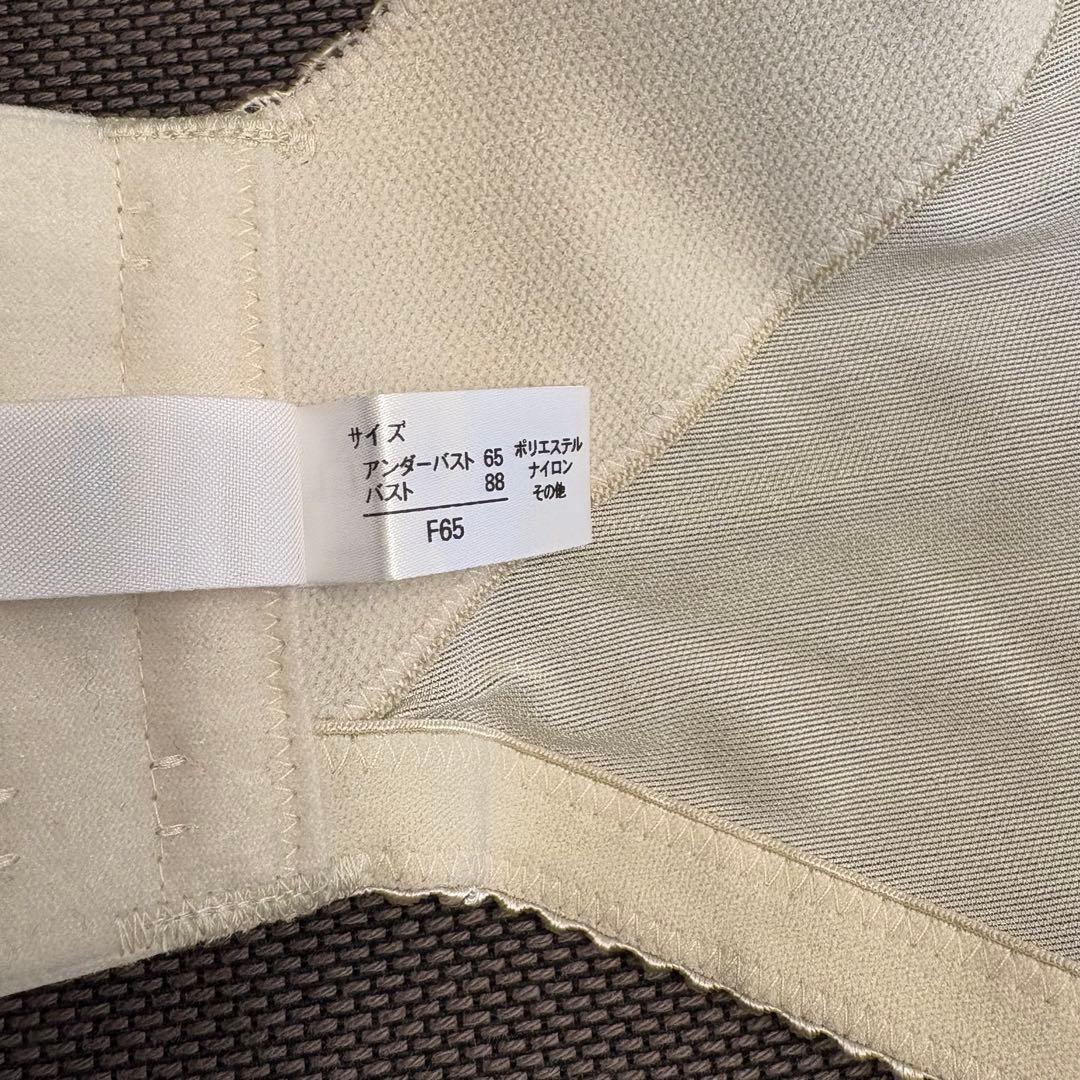 サイズ
アンダーバスト 65
バスト 88
F65
ポリエステル
ナイロン
その他